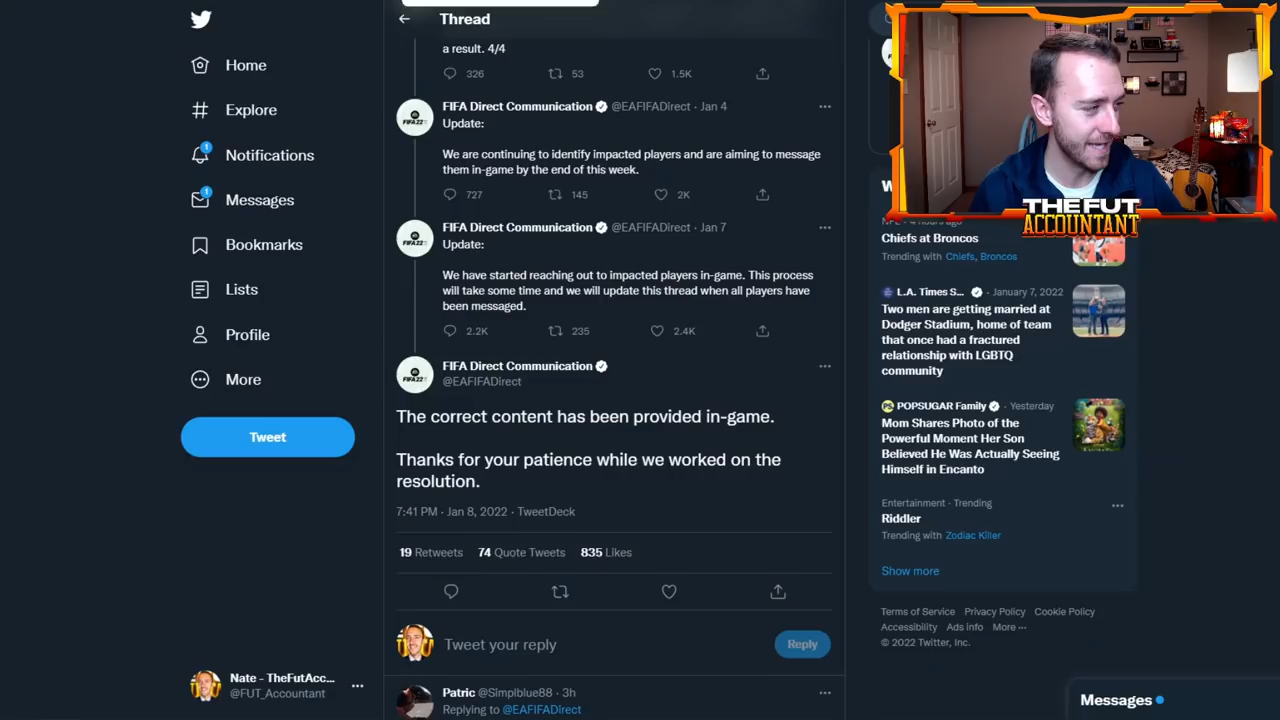 Home
Explore
Notifications
Messages
Bookmarks
Lists
Profile
More
Tweet
Nate - TheFutAcc...
@FUT_Accountant
Thread
a result. 4/4
326 53 1.5K
FIFA Direct Communication @EAFIFADirect · Jan 4
Update:
We are continuing to identify impacted players and are aiming to message
them in-game by the end of this week.
727 145 2K
FIFA Direct Communication @EAFIFADirect · Jan 7
Update:
We have started reaching out to impacted players in-game. This process
will take some time and we will update this thread when all players have
been messaged.
2.2K 235 2.4K
FIFA Direct Communication
@EAFIFADirect
The correct content has been provided in-game.
Thanks for your patience while we worked on the
resolution.
7:41 PM · Jan 8, 2022 · TweetDeck
19 Retweets 74 Quote Tweets 835 Likes
Tweet your reply
Reply
Patric @Simplblue88 · 3h
Replying to @EAFIFADirect
THE FUT
ACCOUNTANT
Chiefs at Broncos
Trending with Chiefs, Broncos
L.A. Times S... · January 7, 2022
Two men are getting married at
Dodger Stadium, home of team
that once had a fractured
relationship with LGBTQ
community
POPSUGAR Family · Yesterday
Mom Shares Photo of the
Powerful Moment Her Son
Believed He Was Actually Seeing
Himself in Encanto
Entertainment · Trending
Riddler
Trending with Zodiac Killer
Show more
Terms of Service Privacy Policy Cookie Policy
Accessibility Ads info More ···
© 2022 Twitter, Inc.
Messages